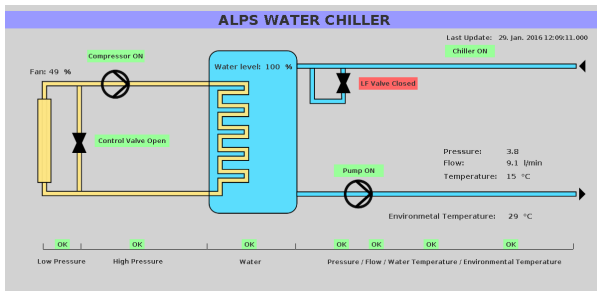 ALPS WATER CHILLER
Last Update: 29. Jan. 2016 12:09:11.000
Chiller ON
Compressor ON
Water level: 100 %
Fan: 49 %
LF Valve Closed
Control Valve Open
Pressure: 3.8
Flow: 9.1 l/min
Temperature: 15 °C
Pump ON
Environmetal Temperature: 29 °C
OK OK OK OK OK OK OK
Low Pressure High Pressure Water Pressure / Flow / Water Temperature / Environmental Temperature